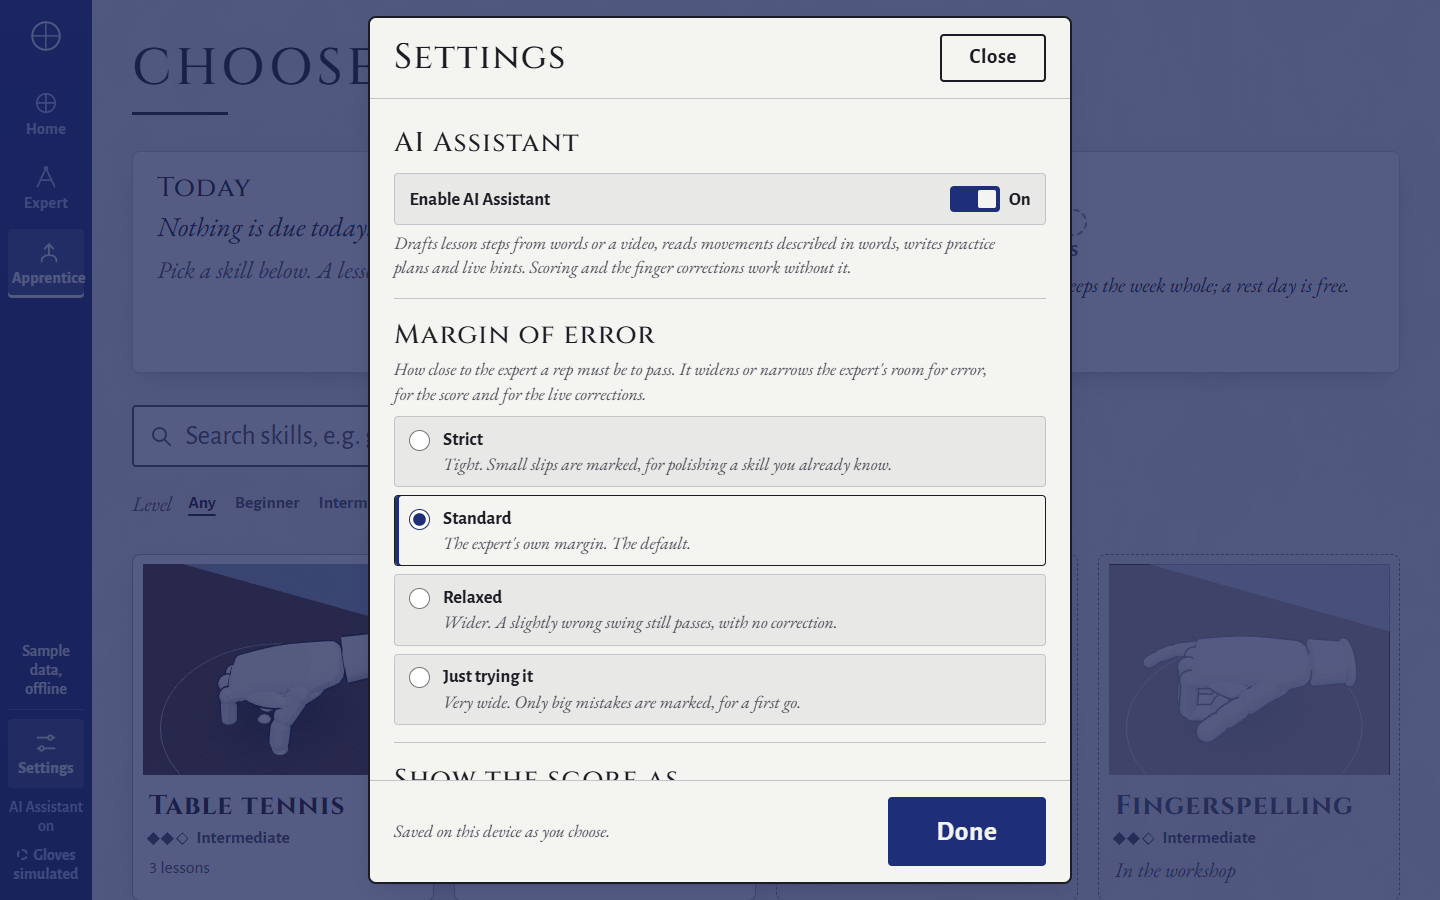 Home
Expert
Apprentice
Sample
data,
offline
Settings
AI Assistant
on
Gloves
simulated
CHOOSE
Today
Nothing is due today
Pick a skill below. A
eeps the week whole; a rest day is free.
Search skills, e.g.
Level Any Beginner
Table tennis
Intermediate
3 lessons
Fingerspelling
Intermediate
In the workshop
Settings
Close
AI Assistant
Enable AI Assistant On
Drafts lesson steps from words or a video, reads movements described in words, writes practice
plans and live hints. Scoring and the finger corrections work without it.
Margin of error
How close to the expert a rep must be to pass. It widens or narrows the expert's room for error,
for the score and for the live corrections.
Strict
Tight. Small slips are marked, for polishing a skill you already know.
Standard
The expert's own margin. The default.
Relaxed
Wider. A slightly wrong swing still passes, with no correction.
Just trying it
Very wide. Only big mistakes are marked, for a first go.
Show the score as
Saved on this device as you choose.
Done